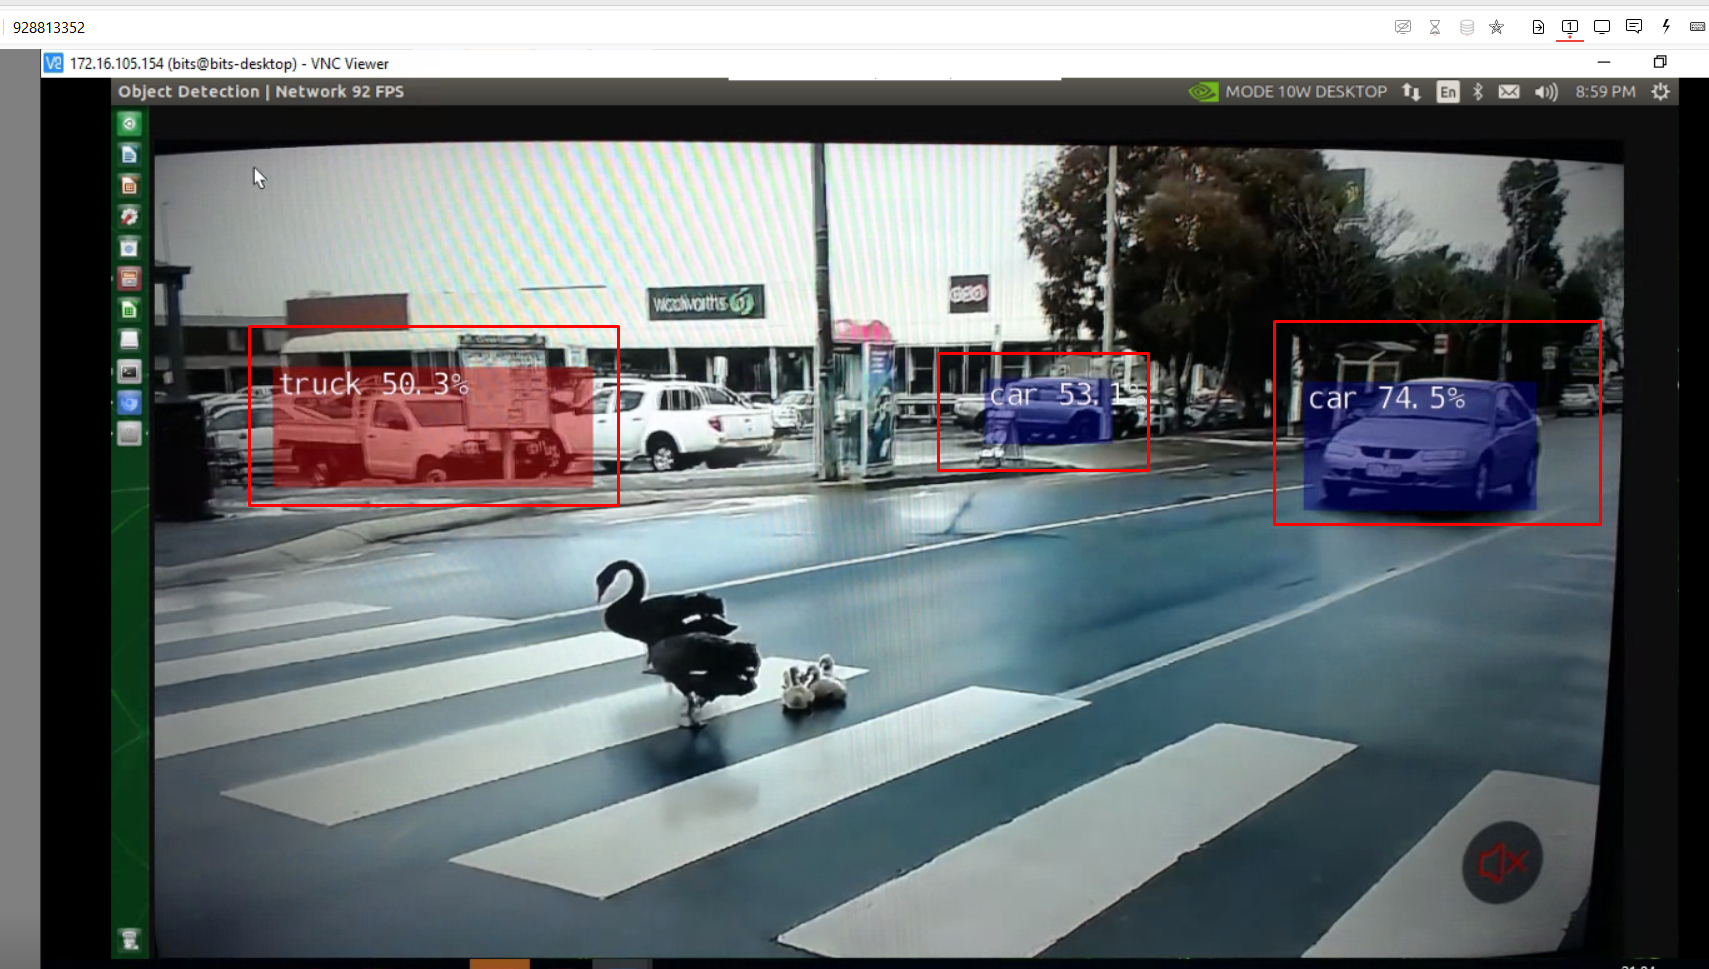 928813352
172.16.105.154 (bits@bits-desktop) - VNC Viewer
Object Detection | Network 92 FPS
MODE 10W DESKTOP
En
8:59 PM
woolworths
truck 50.3%
car 53.1%
car 74.5%